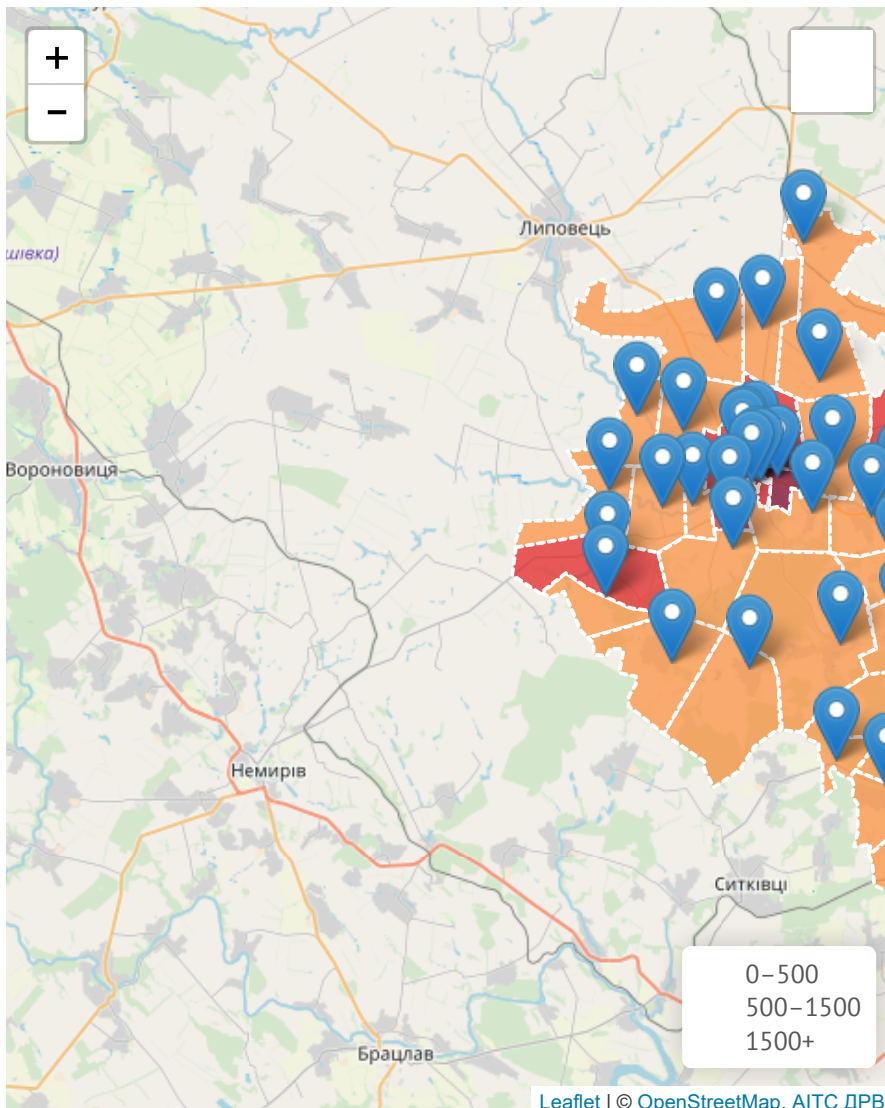 +
−
Липовець
шівка)
Вороновиця
Немирів
Ситківці
0–500
500–1500
1500+
Брацлав
Leaflet | © OpenStreetMap, АІТС ДРВ